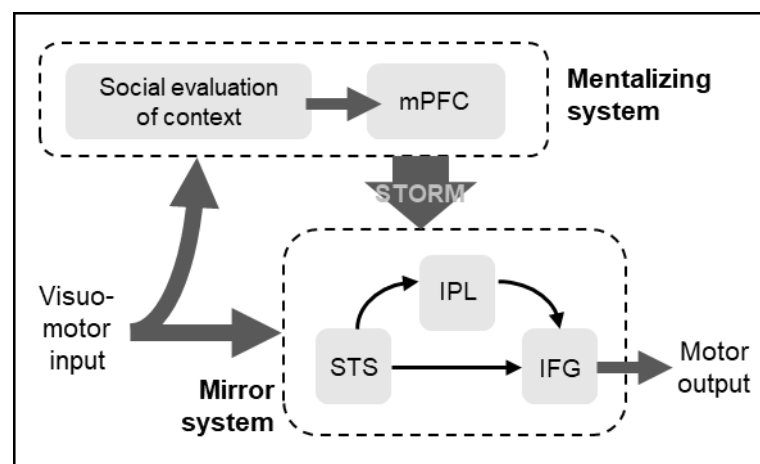 Social evaluation
of context
mPFC
Mentalizing
system
STORM
Visuo-
motor
input
IPL
STS
IFG
Motor
output
Mirror
system